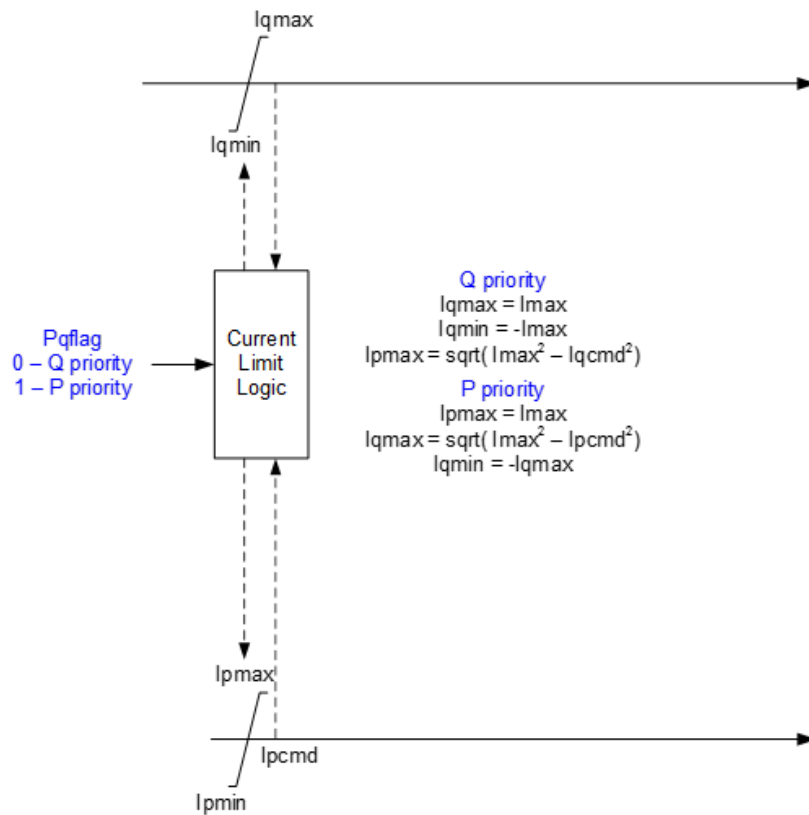 Iqmax
Iqmin
Q priority
Iqmax = Imax
Iqmin = -Imax
Ipmax = sqrt( Imax² – Iqcmd²)
P priority
Ipmax = Imax
Iqmax = sqrt( Imax² – Ipcmd²)
Iqmin = -Iqmax
Pqflag
0 – Q priority
1 – P priority
Current
Limit
Logic
Ipmax
Ipcmd
Ipmin